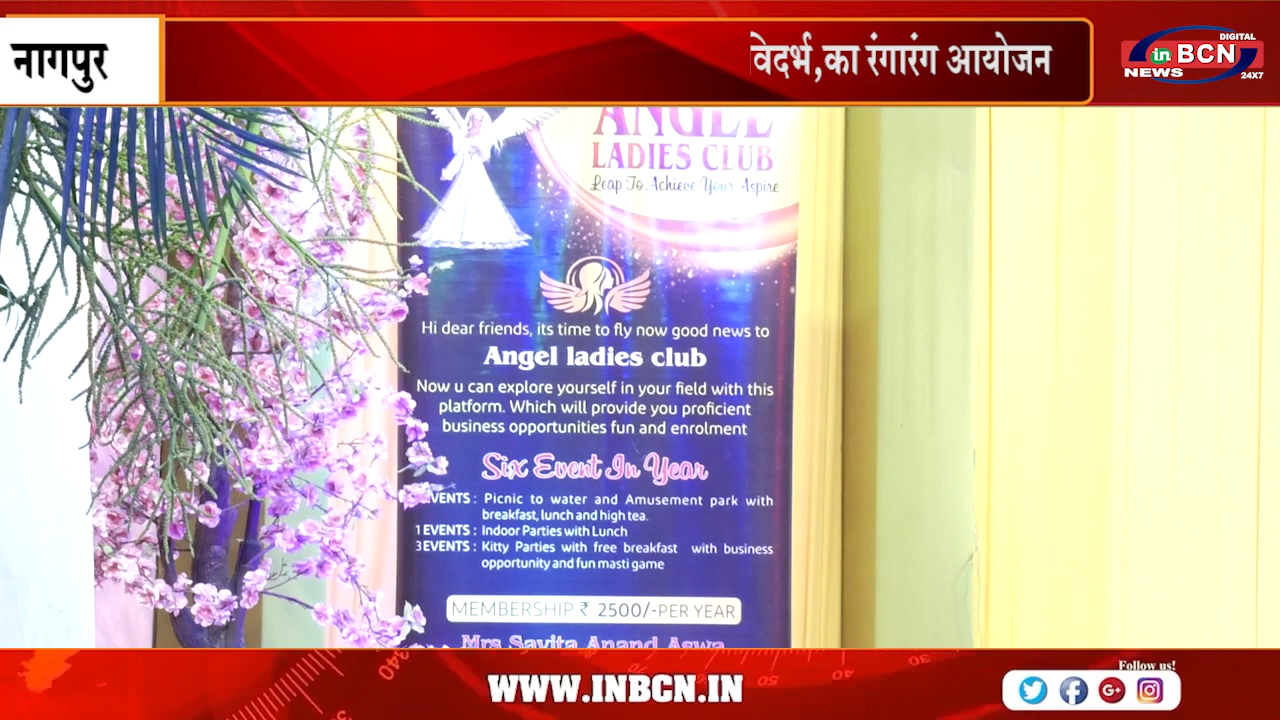 नागपुर
वेदर्भ,का रंगारंग आयोजन
DIGITAL
in BCN
NEWS
24X7
ANGEL
LADIES CLUB
Leap To Achieve Your Aspire
Hi dear friends, its time to fly now good news to
Angel ladies club
Now u can explore yourself in your field with this
platform. Which will provide you proficient
business opportunities fun and enrolment
Six Event In Year
EVENTS : Picnic to water and Amusement park with
breakfast, lunch and high tea.
1 EVENTS : Indoor Parties with Lunch
3 EVENTS : Kitty Parties with free breakfast with business
opportunity and fun masti game
MEMBERSHIP ₹ 2500/-PER YEAR
Mrs Savita Anand Aswa
WWW.INBCN.IN
Follow us!